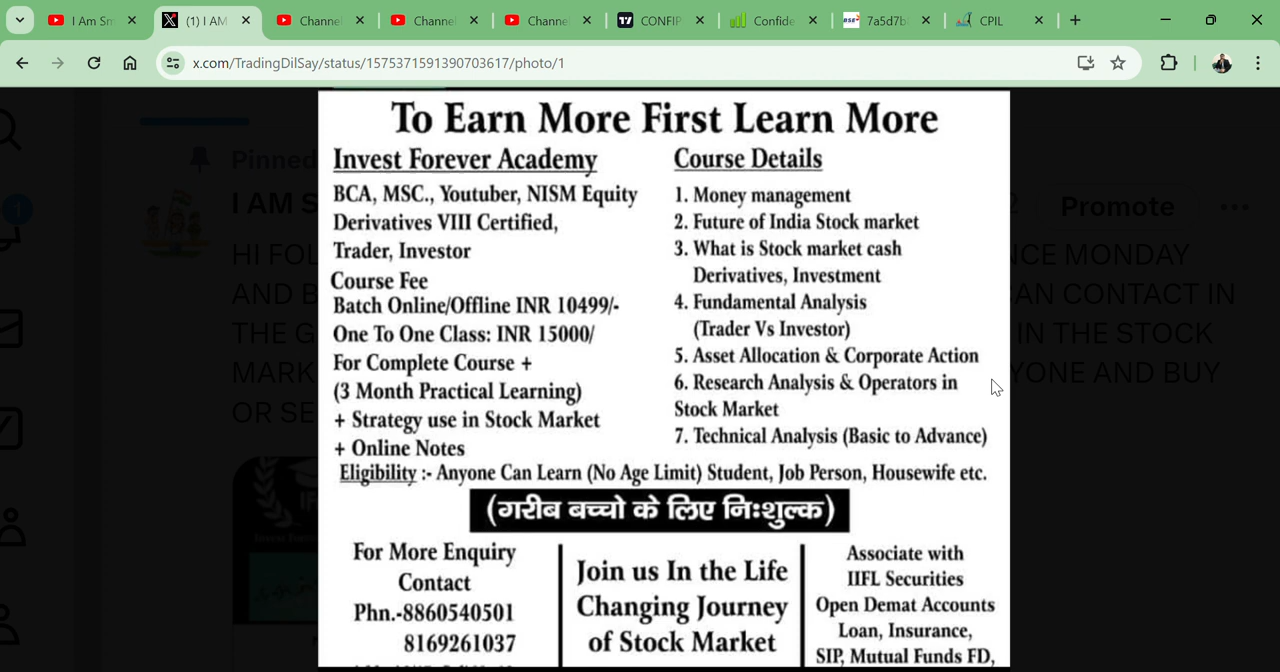 I Am Sm
(1) I AM
Channel
Channel
Channel
CONFIP
Confide
BSE
7a5d7b
CPIL
x.com/TradingDilSay/status/1575371591390703617/photo/1
To Earn More First Learn More
Invest Forever Academy
BCA, MSC., Youtuber, NISM Equity
Derivatives VIII Certified,
Trader, Investor
Course Fee
Batch Online/Offline INR 10499/-
One To One Class: INR 15000/
For Complete Course +
(3 Month Practical Learning)
+ Strategy use in Stock Market
+ Online Notes
Course Details
1. Money management
2. Future of India Stock market
3. What is Stock market cash
Derivatives, Investment
4. Fundamental Analysis
(Trader Vs Investor)
5. Asset Allocation & Corporate Action
6. Research Analysis & Operators in
Stock Market
7. Technical Analysis (Basic to Advance)
Eligibility :- Anyone Can Learn (No Age Limit) Student, Job Person, Housewife etc.
(गरीब बच्चो के लिए निःशुल्क)
For More Enquiry
Contact
Phn.-8860540501
8169261037
Join us In the Life
Changing Journey
of Stock Market
Associate with
IIFL Securities
Open Demat Accounts
Loan, Insurance,
SIP, Mutual Funds FD,
Pinned
I AM S
Promote
HI FOL
NCE MONDAY
AND B
CAN CONTACT IN
THE G
IN THE STOCK
MARK
YONE AND BUY
OR SE